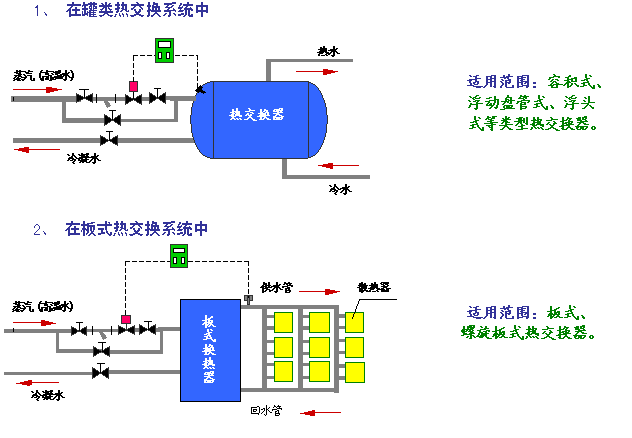 1、 在罐类热交换系统中
热水
蒸汽（高温水）
热交换器
适用范围：容积式、
浮动盘管式、浮头
式等类型热交换器。
冷凝水
冷水
2、 在板式热交换系统中
供水管
散热器
蒸汽（高温水）
板式换热器
适用范围：板式、
螺旋板式热交换器。
冷凝水
回水管